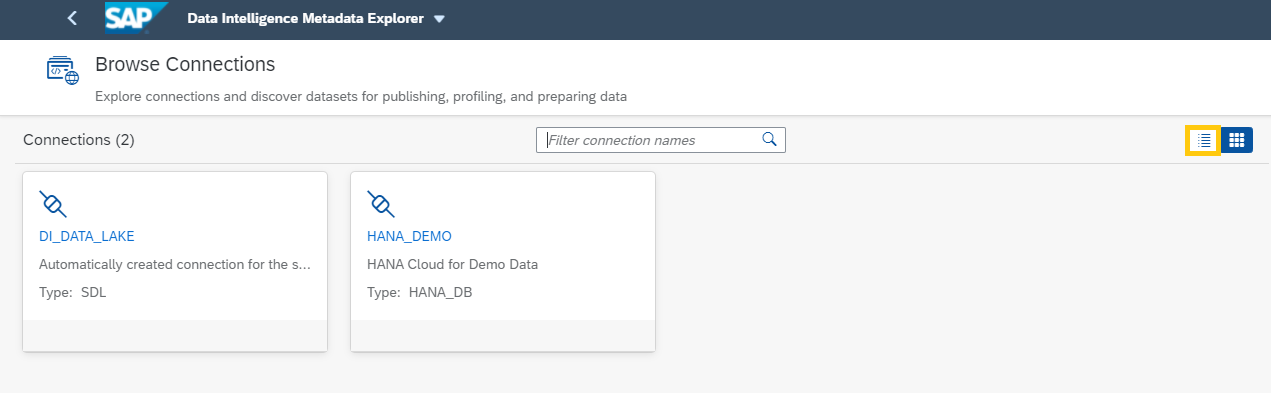 SAP
Data Intelligence Metadata Explorer
Browse Connections
Explore connections and discover datasets for publishing, profiling, and preparing data
Connections (2)
Filter connection names
DI_DATA_LAKE
Automatically created connection for the s...
Type: SDL
HANA_DEMO
HANA Cloud for Demo Data
Type: HANA_DB